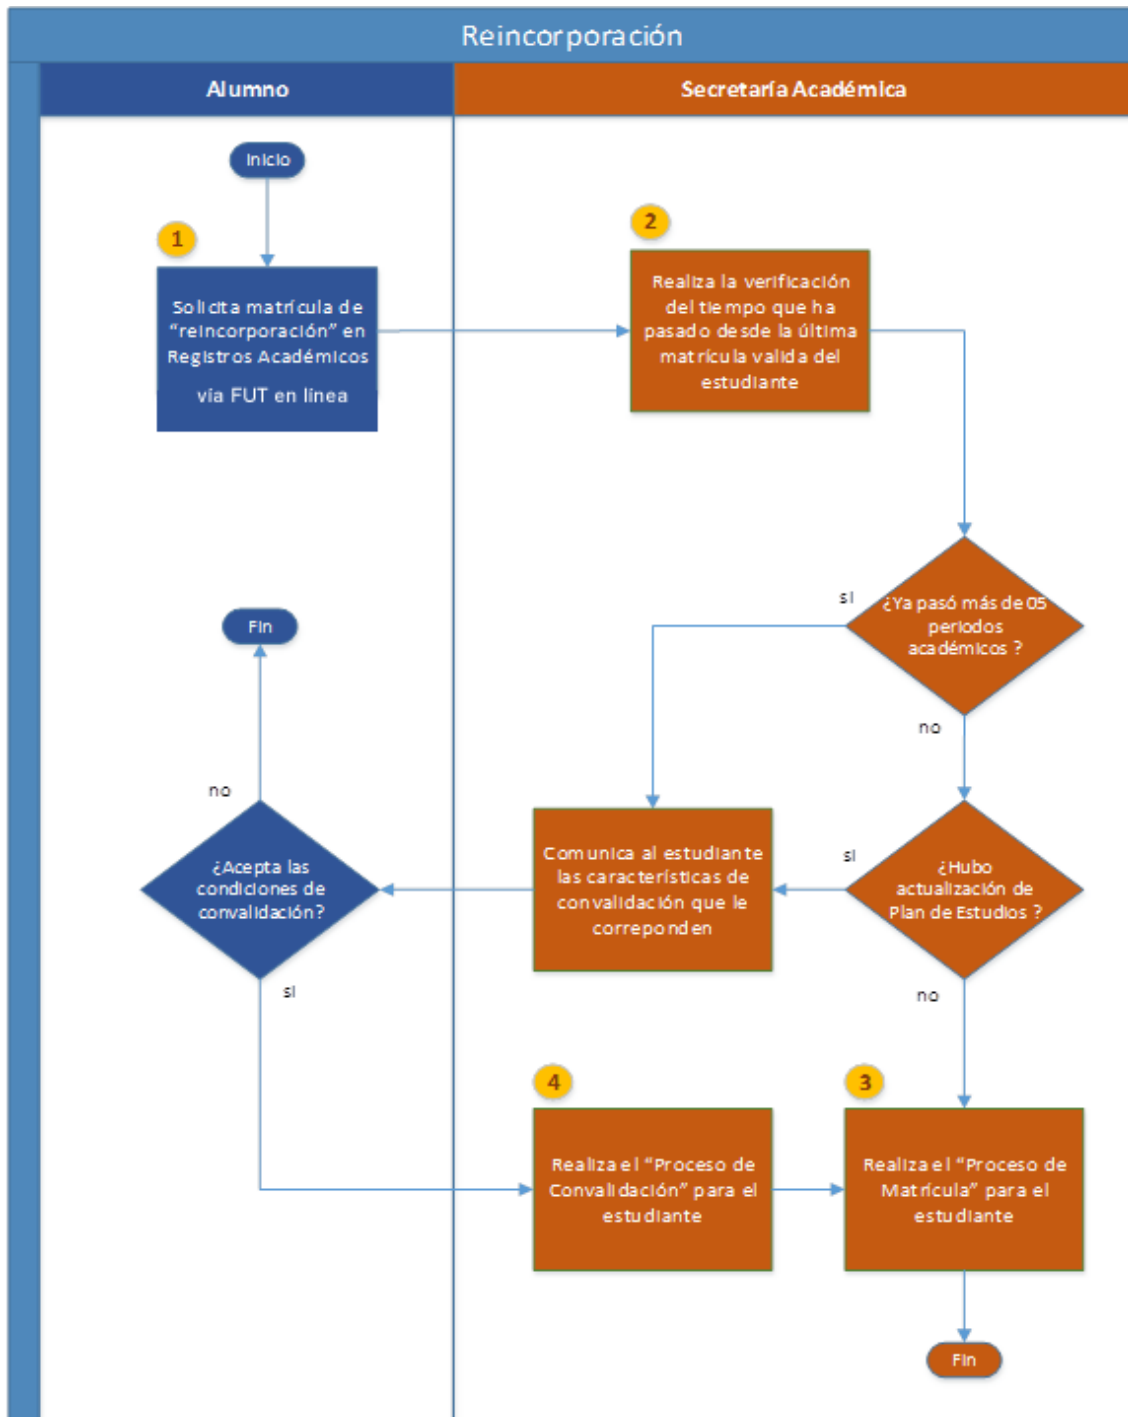 Reincorporación
Alumno
Secretaría Académica
Inicio
1
Solicita matrícula de
“reincorporación” en
Registros Académicos
vía FUT en línea
2
Realiza la verificación
del tiempo que ha
pasado desde la última
matrícula valida del
estudiante
si
¿Ya pasó más de 05
periodos
académicos ?
no
Fin
no
¿Acepta las
condiciones de
convalidación?
si
Comunica al estudiante
las características de
convalidación que le
correponden
si
¿Hubo
actualización de
Plan de Estudios ?
no
4
Realiza el “Proceso de
Convalidación” para el
estudiante
3
Realiza el “Proceso de
Matrícula” para el
estudiante
Fin